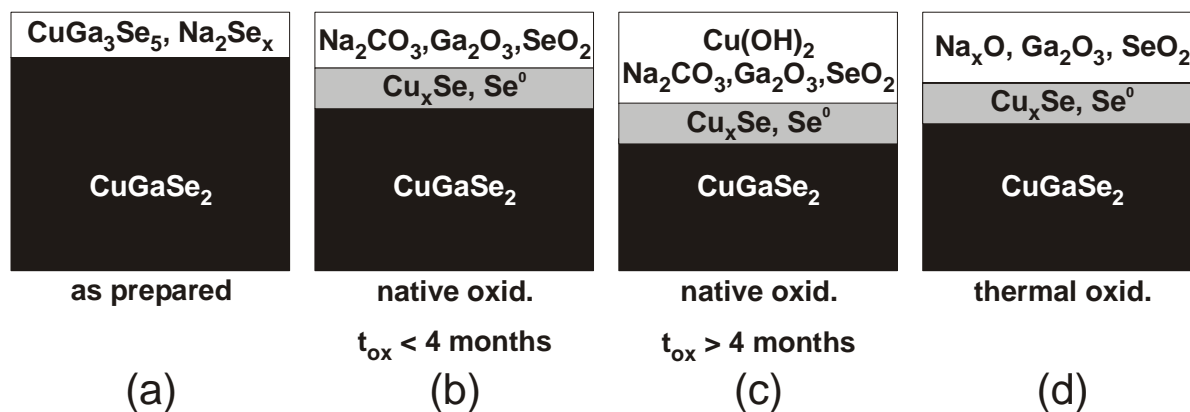 CuGa₃Se₅, Na₂Seₓ
CuGaSe₂
as prepared
(a)
Na₂CO₃,Ga₂O₃,SeO₂
CuₓSe, Se⁰
CuGaSe₂
native oxid.
tₒₓ < 4 months
(b)
Cu(OH)₂
Na₂CO₃,Ga₂O₃,SeO₂
CuₓSe, Se⁰
CuGaSe₂
native oxid.
tₒₓ > 4 months
(c)
NaₓO, Ga₂O₃, SeO₂
CuₓSe, Se⁰
CuGaSe₂
thermal oxid.
(d)